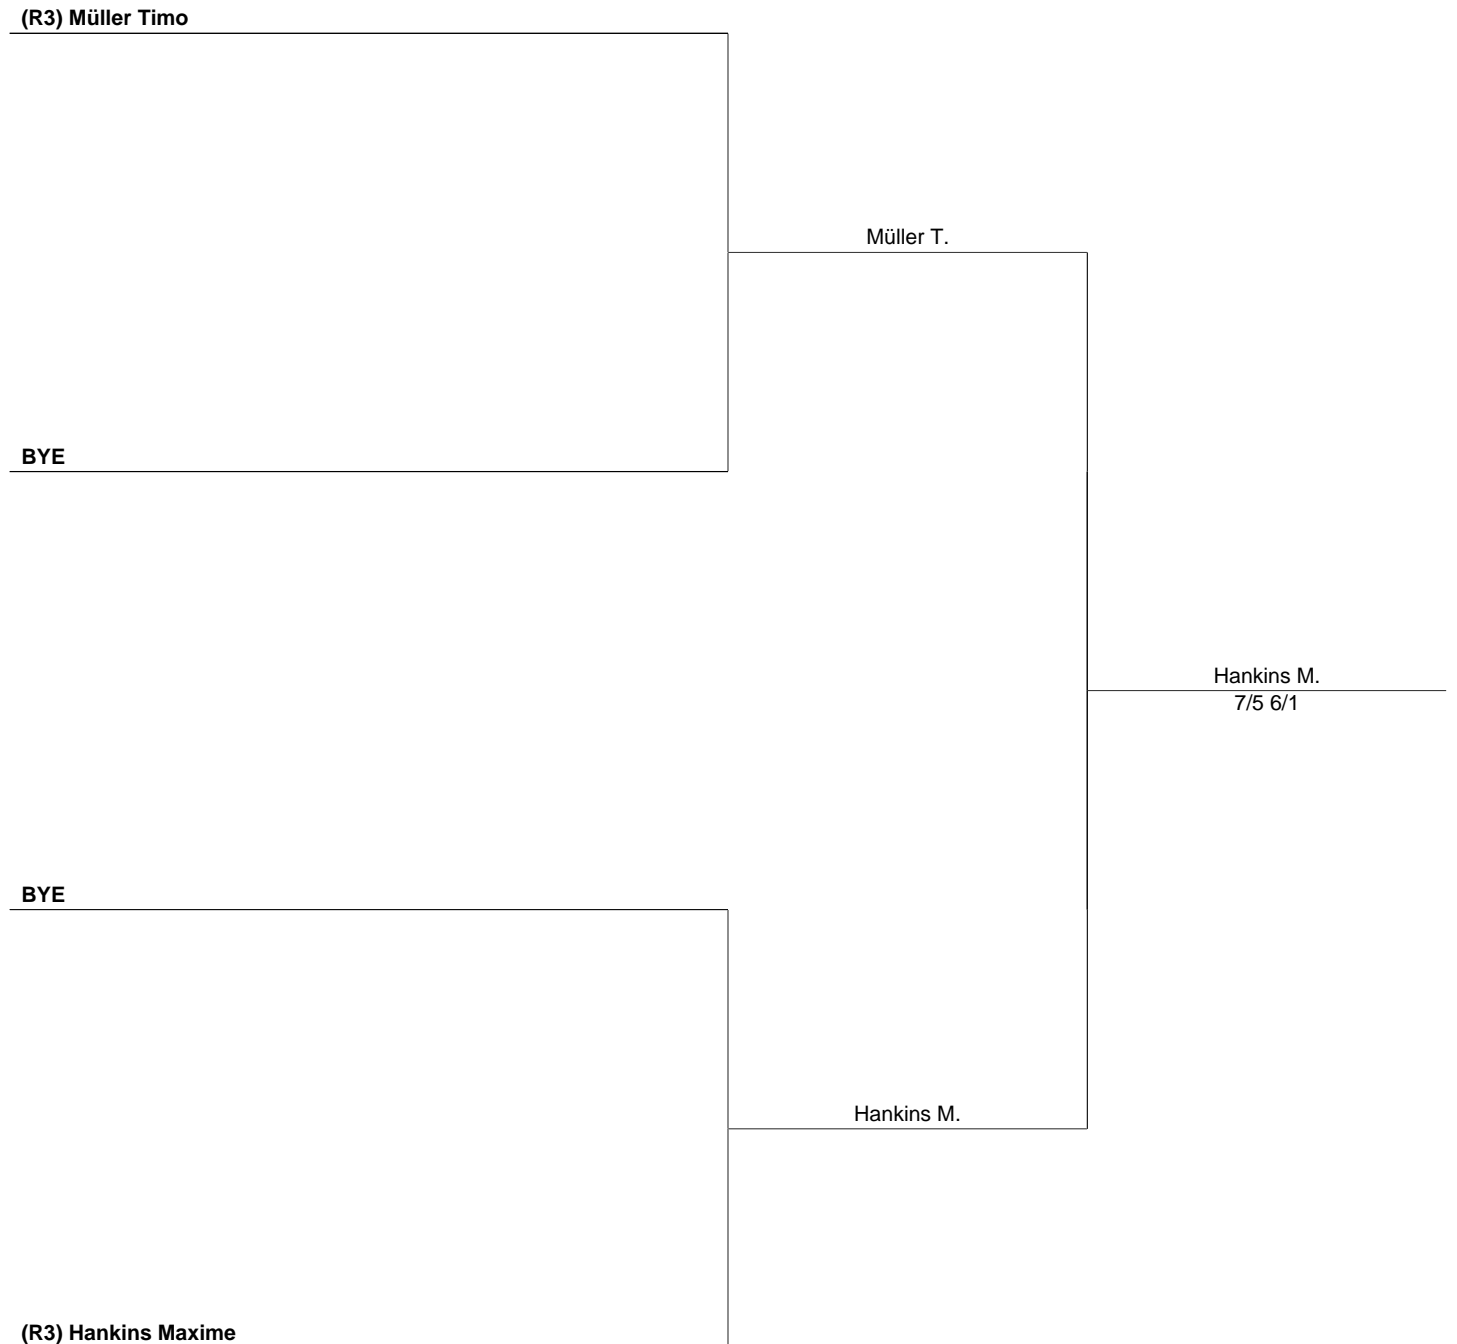 (R3) Müller Timo
Müller T.
BYE
Hankins M.
7/5 6/1
BYE
Hankins M.
(R3) Hankins Maxime